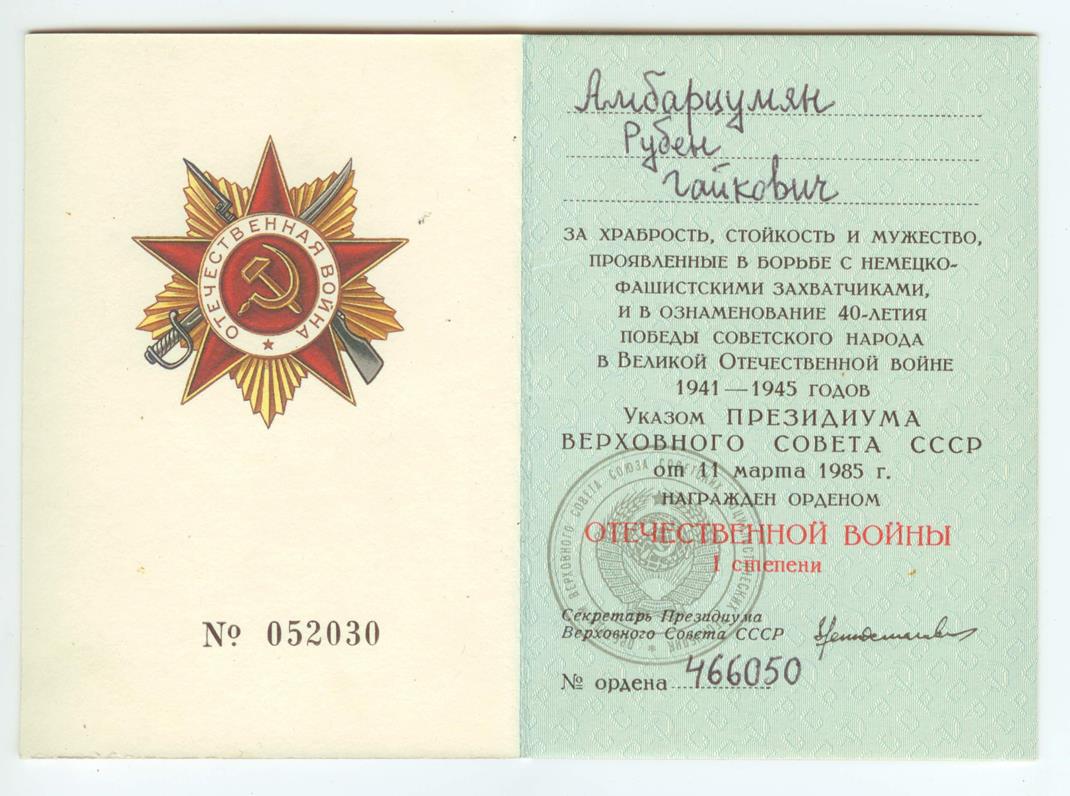 ОТЕЧЕСТВЕННАЯ ВОЙНА
№ 052030
Амбарцумян
Рубен
Гайкович
ЗА ХРАБРОСТЬ, СТОЙКОСТЬ И МУЖЕСТВО,
ПРОЯВЛЕННЫЕ В БОРЬБЕ С НЕМЕЦКО-
ФАШИСТСКИМИ ЗАХВАТЧИКАМИ,
И В ОЗНАМЕНОВАНИЕ 40-ЛЕТИЯ
ПОБЕДЫ СОВЕТСКОГО НАРОДА
В ВЕЛИКОЙ ОТЕЧЕСТВЕННОЙ ВОЙНЕ
1941—1945 ГОДОВ
УКАЗОМ ПРЕЗИДИУМА
ВЕРХОВНОГО СОВЕТА СССР
от 11 марта 1985 г.
НАГРАЖДЕН ОРДЕНОМ
ОТЕЧЕСТВЕННОЙ ВОЙНЫ
I степени
Секретарь Президиума
Верховного Совета СССР
№ ордена 466050